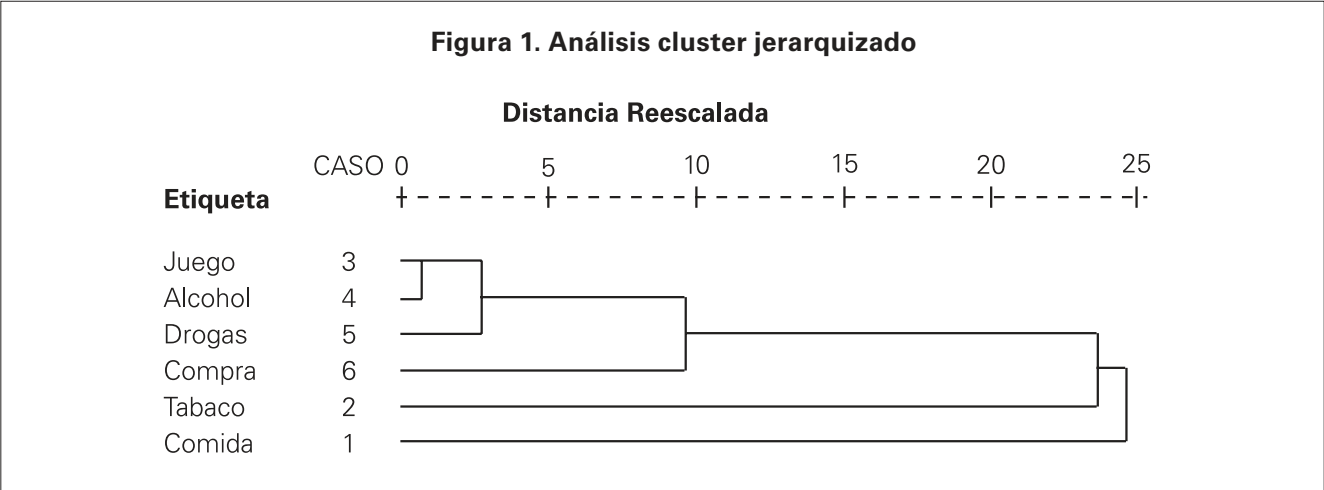 Figura 1. Análisis cluster jerarquizado
Distancia Reescalada
CASO 0 5 10 15 20 25
Etiqueta
Juego 3
Alcohol 4
Drogas 5
Compra 6
Tabaco 2
Comida 1